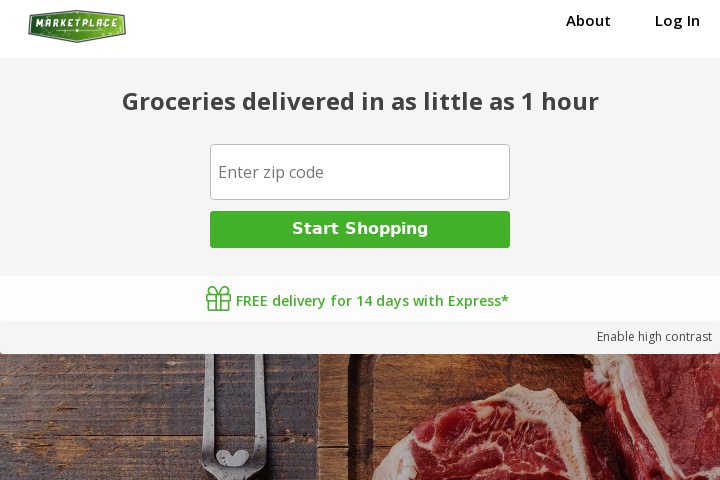 MARKETPLACE
About
Log In
Groceries delivered in as little as 1 hour
Enter zip code
Start Shopping
FREE delivery for 14 days with Express*
Enable high contrast